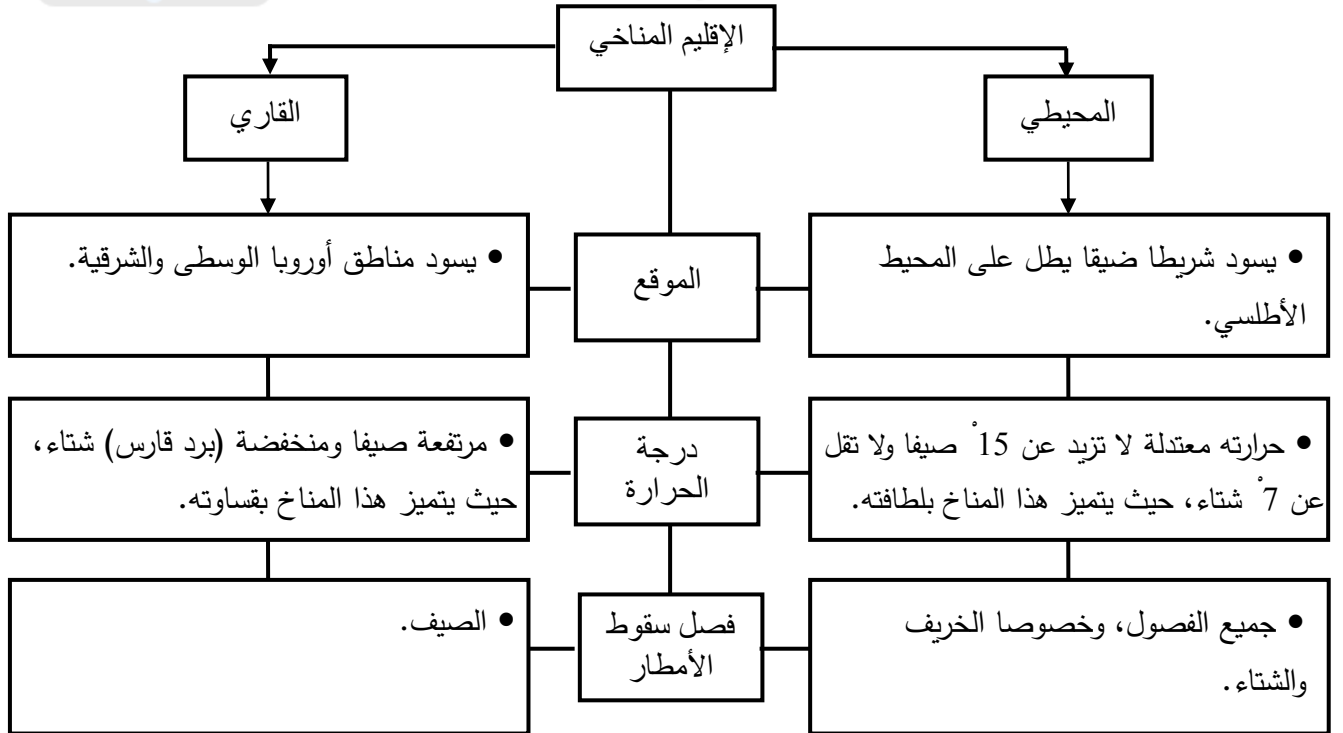 الإقليم المناخي
المحيطي
القاري
• يسود شريطا ضيقا يطل على المحيط
الأطلسي.
الموقع
• يسود مناطق أوروبا الوسطى والشرقية.
• حرارته معتدلة لا تزيد عن 15 ْ صيفا ولا تقل
عن 7 ْ شتاء، حيث يتميز هذا المناخ بلطافته.
درجة
الحرارة
• مرتفعة صيفا ومنخفضة (برد قارس) شتاء،
حيث يتميز هذا المناخ بقساوته.
• جميع الفصول، وخصوصا الخريف
والشتاء.
فصل سقوط
الأمطار
• الصيف.